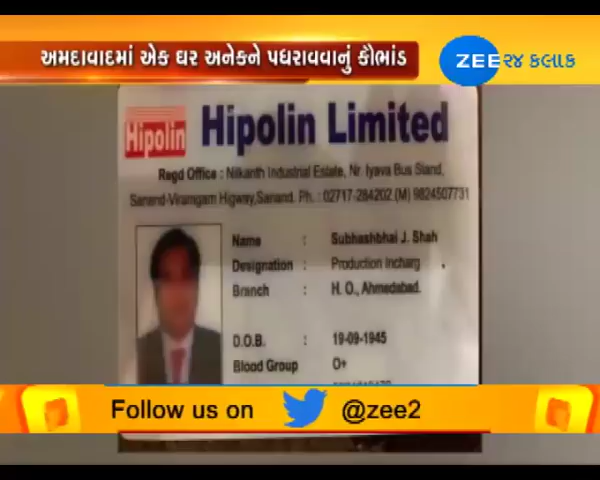 અમદાવાદમાં એક ઘર અનેકને પધરાવવાનું કૌભાંડ
ZEE ૨૪ કલાક
Hipolin Hipolin Limited
Regd Office : Nilkanth Industrial Estate, Nr. Iyava Bus Stand,
Sanand-Viramgam Higway,Sanand. Ph. : 02717-284202 (M) 9824507731
Name : Subhashbhai J. Shah
Designation : Production Incharg
Branch : H. O., Ahmedabad.
D.O.B. : 19-09-1945
Blood Group : O+
Follow us on @zee2